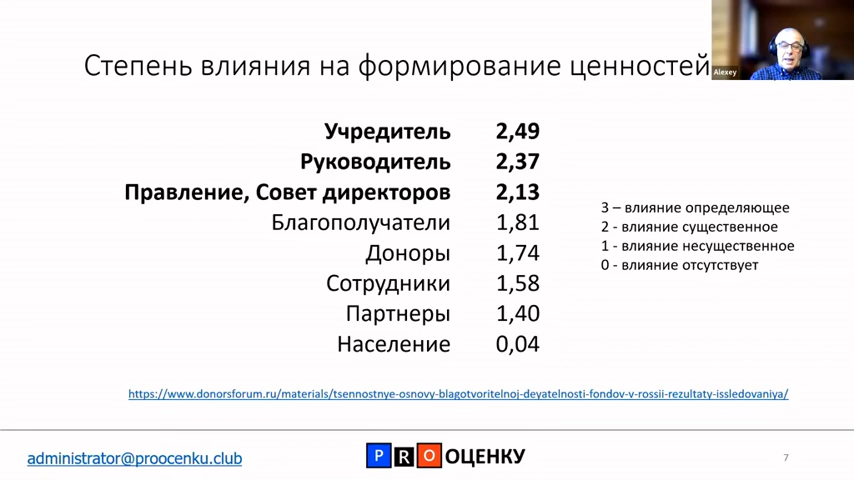 Степень влияния на формирование ценностей
Alexey
Учредитель 2,49
Руководитель 2,37
Правление, Совет директоров 2,13
Благополучатели 1,81
Доноры 1,74
Сотрудники 1,58
Партнеры 1,40
Население 0,04
3 – влияние определяющее
2 - влияние существенное
1 - влияние несущественное
0 - влияние отсутствует
https://www.donorsforum.ru/materials/tsennostnye-osnovy-blagotvoritelnoj-deyatelnosti-fondov-v-rossii-rezultaty-issledovaniya/
administrator@proocenku.club
PRO ОЦЕНКУ
7